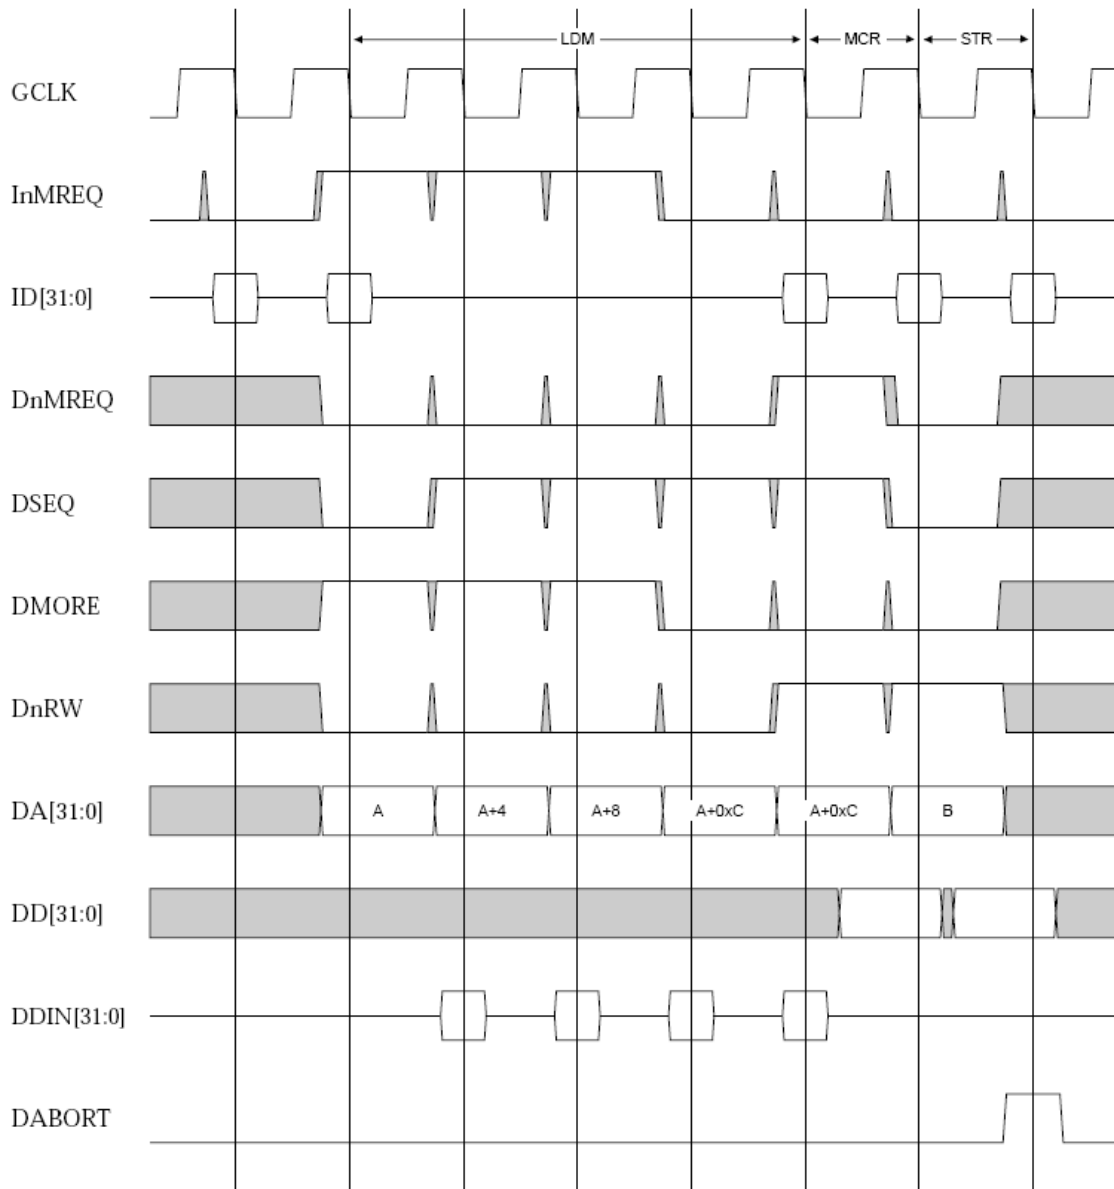 LDM MCR STR
GCLK
InMREQ
ID[31:0]
DnMREQ
DSEQ
DMORE
DnRW
DA[31:0] A A+4 A+8 A+0xC A+0xC B
DD[31:0]
DDIN[31:0]
DABORT